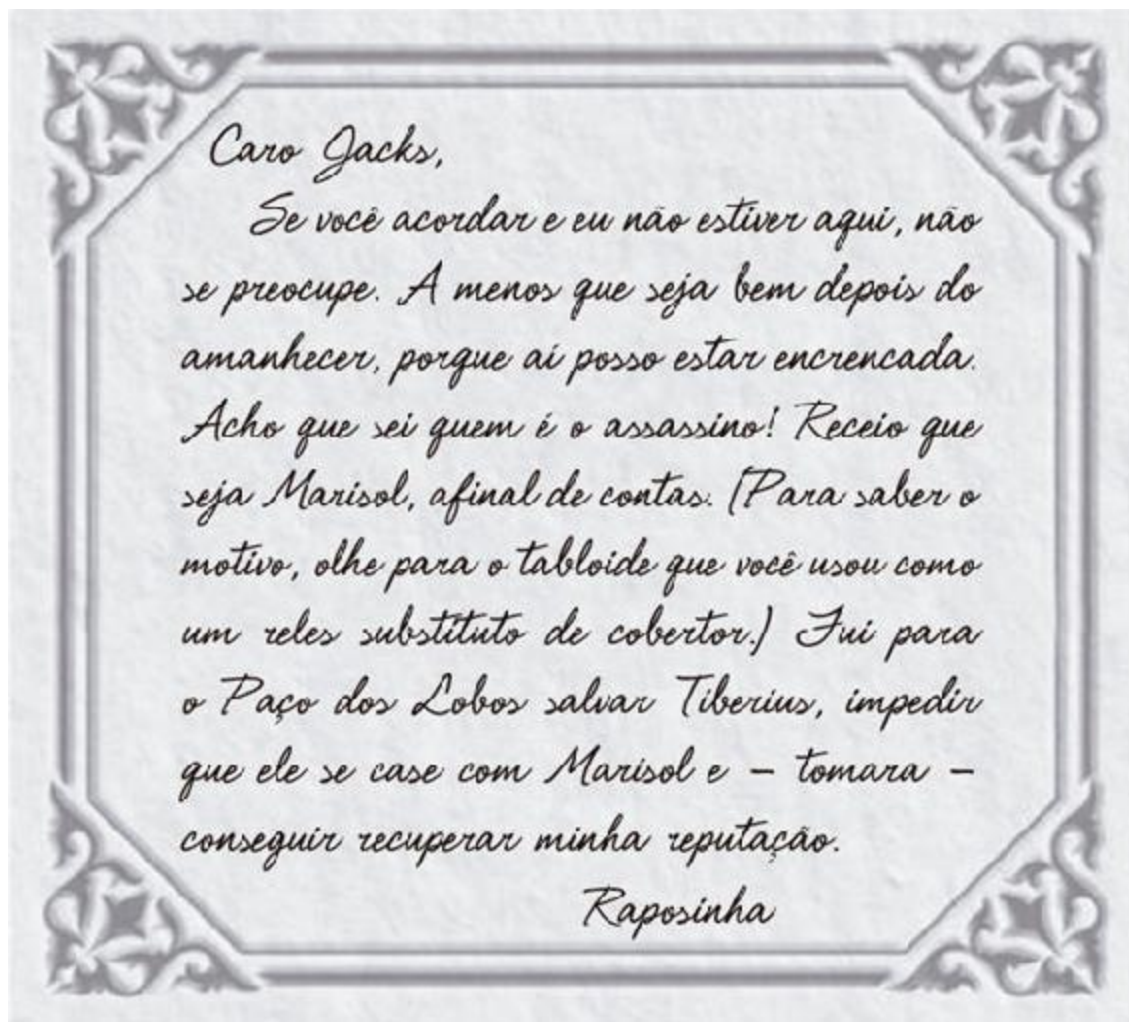 Caro Jacks,
Se você acordar e eu não estiver aqui, não
se preocupe. A menos que seja bem depois do
amanhecer, porque aí posso estar encrencada.
Acho que sei quem é o assassino! Receio que
seja Marisol, afinal de contas. (Para saber o
motivo, olhe para o tabloide que você usou como
um reles substituto de cobertor.) Fui para
o Paço dos Lobos salvar Tiberius, impedir
que ele se case com Marisol e – tomara –
conseguir recuperar minha reputação.
Raposinha